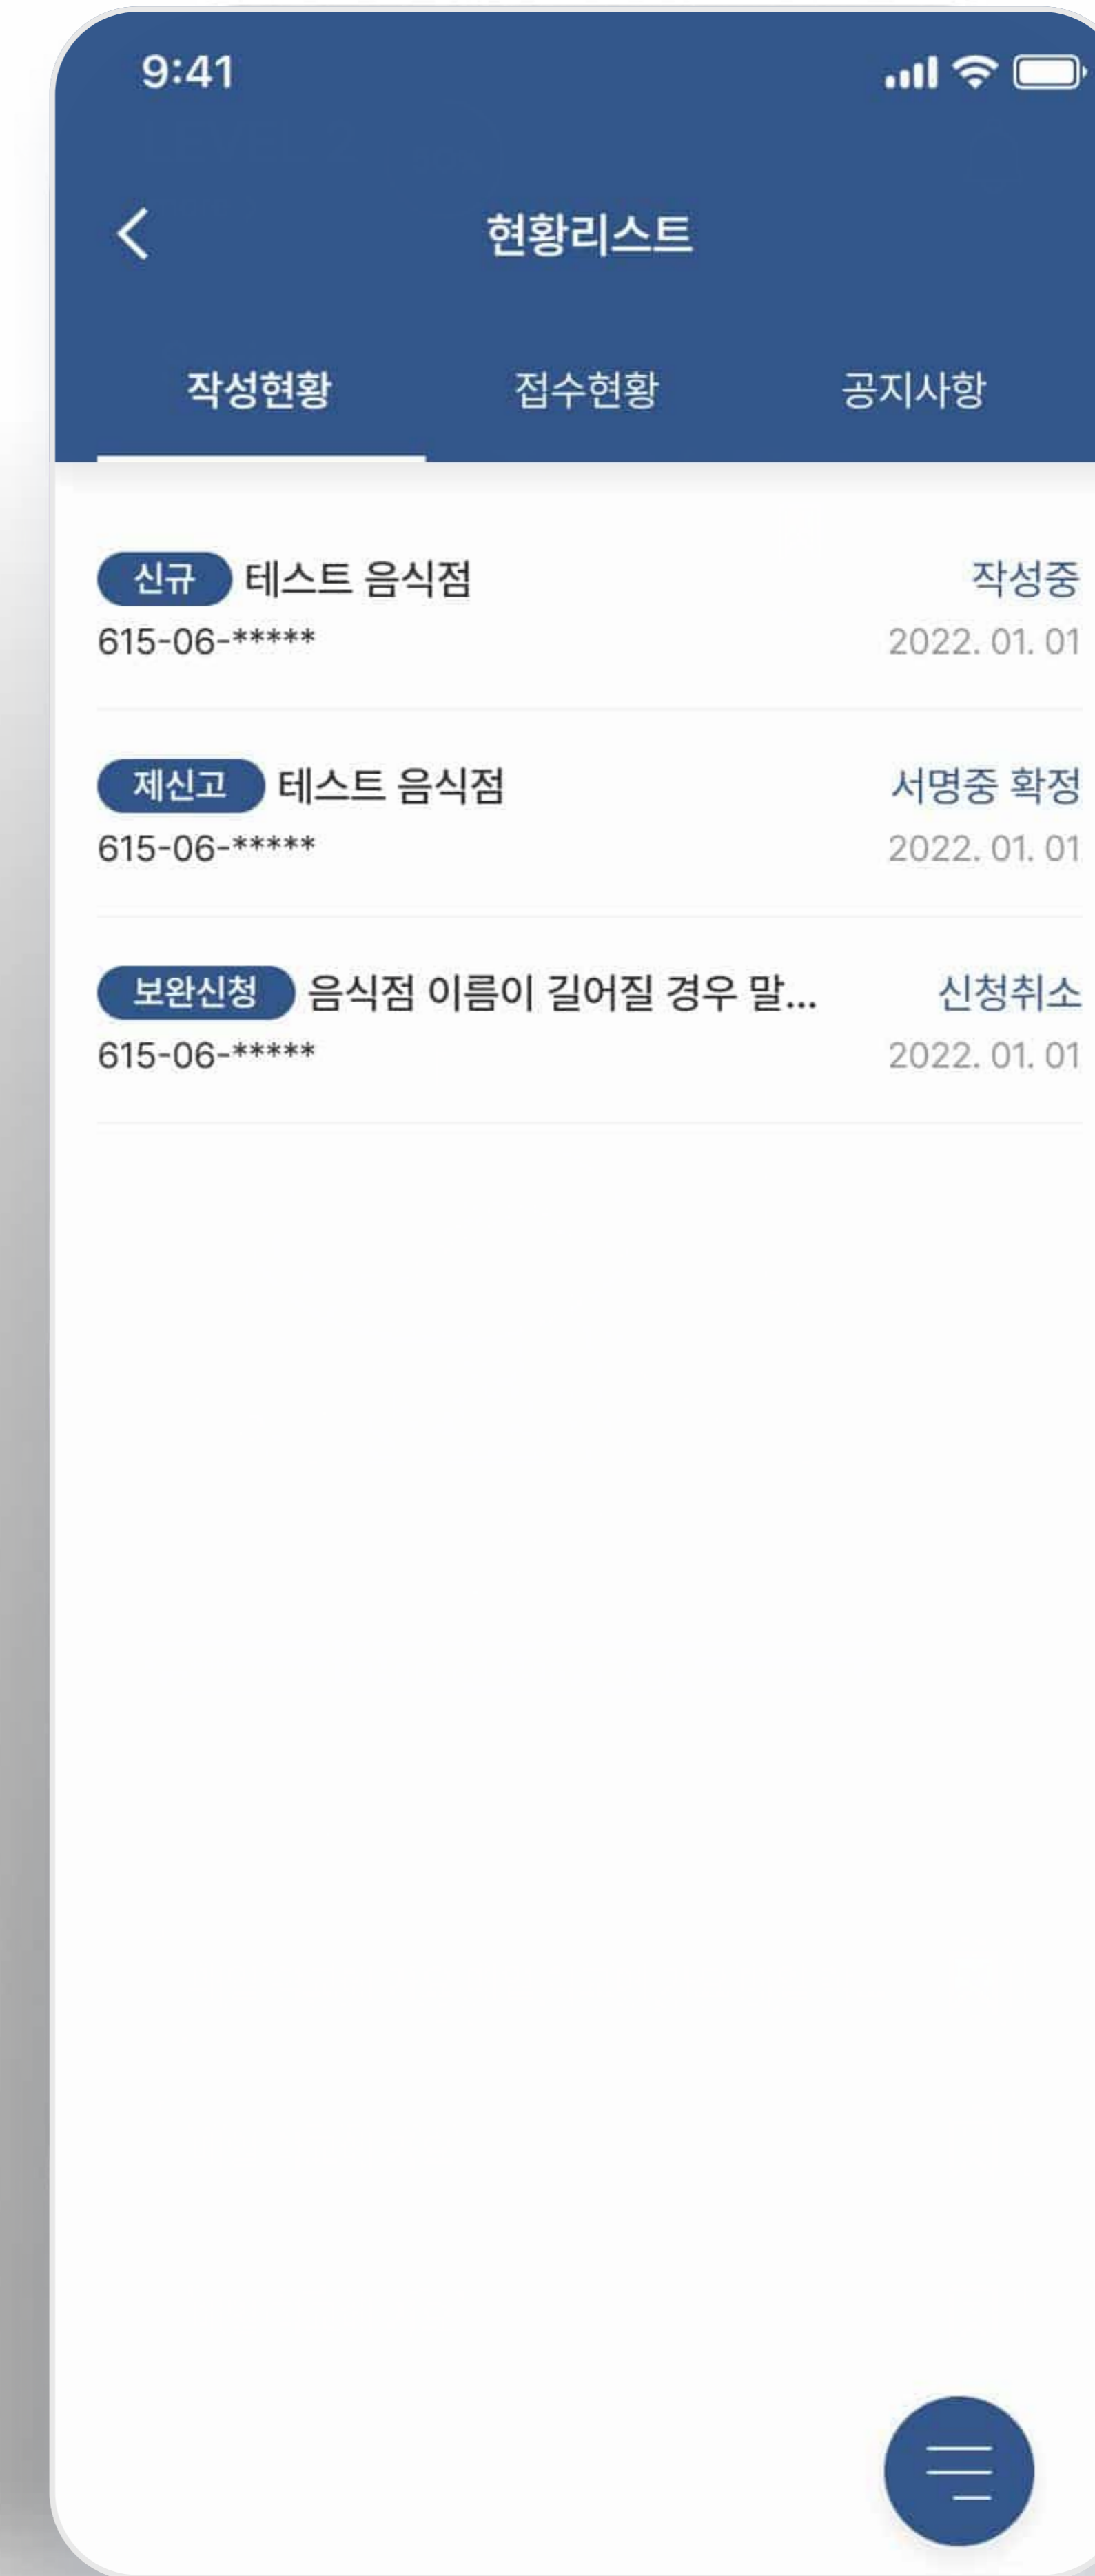 9:41
현황리스트
작성현황 접수현황 공지사항
신규 테스트 음식점 작성중
615-06-***** 2022. 01. 01
제신고 테스트 음식점 서명중 확정
615-06-***** 2022. 01. 01
보완신청 음식점 이름이 길어질 경우 말... 신청취소
615-06-***** 2022. 01. 01